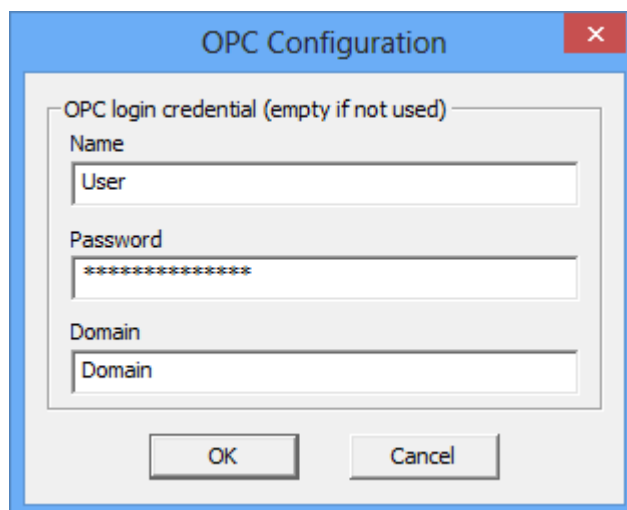 OPC Configuration
OPC login credential (empty if not used)
Name
User
Password
**************
Domain
Domain
OK
Cancel